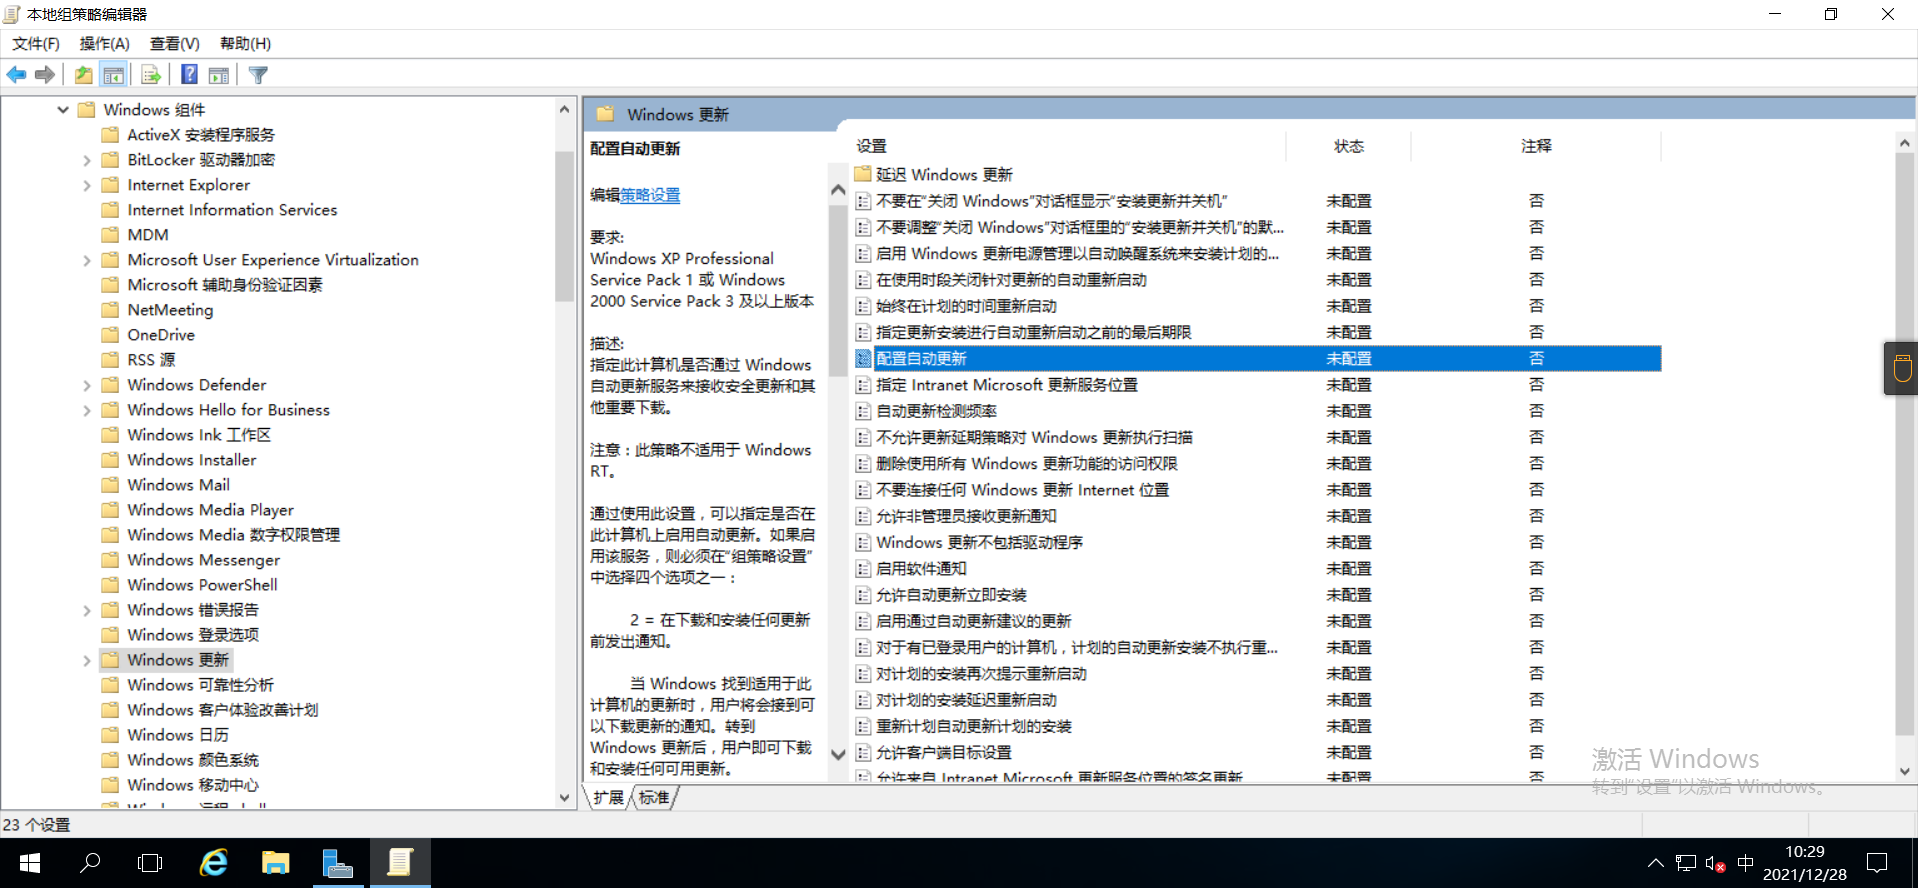 本地组策略编辑器
文件(F) 操作(A) 查看(V) 帮助(H)
Windows 组件
ActiveX 安装程序服务
BitLocker 驱动器加密
Internet Explorer
Internet Information Services
MDM
Microsoft User Experience Virtualization
Microsoft 辅助身份验证因素
NetMeeting
OneDrive
RSS 源
Windows Defender
Windows Hello for Business
Windows Ink 工作区
Windows Installer
Windows Mail
Windows Media Player
Windows Media 数字权限管理
Windows Messenger
Windows PowerShell
Windows 错误报告
Windows 登录选项
Windows 更新
Windows 可靠性分析
Windows 客户体验改善计划
Windows 日历
Windows 颜色系统
Windows 移动中心
Windows 更新
配置自动更新
编辑策略设置
要求:
Windows XP Professional
Service Pack 1 或 Windows
2000 Service Pack 3 及以上版本
描述:
指定此计算机是否通过 Windows
自动更新服务来接收安全更新和其
他重要下载。
注意：此策略不适用于 Windows
RT。
通过使用此设置，可以指定是否在
此计算机上启用自动更新。如果启
用该服务，则必须在“组策略设置”
中选择四个选项之一：
2 = 在下载和安装任何更新
前发出通知。
当 Windows 找到适用于此
计算机的更新时，用户将会接到可
以下载更新的通知。转到
Windows 更新后，用户即可下载
和安装任何可用更新。
设置 状态 注释
延迟 Windows 更新
不要在“关闭 Windows”对话框显示“安装更新并关机” 未配置 否
不要调整“关闭 Windows”对话框里的“安装更新并关机”的默... 未配置 否
启用 Windows 更新电源管理以自动唤醒系统来安装计划的... 未配置 否
在使用时段关闭针对更新的自动重新启动 未配置 否
始终在计划的时间重新启动 未配置 否
指定更新安装进行自动重新启动之前的最后期限 未配置 否
配置自动更新 未配置 否
指定 Intranet Microsoft 更新服务位置 未配置 否
自动更新检测频率 未配置 否
不允许更新延期策略对 Windows 更新执行扫描 未配置 否
删除使用所有 Windows 更新功能的访问权限 未配置 否
不要连接任何 Windows 更新 Internet 位置 未配置 否
允许非管理员接收更新通知 未配置 否
Windows 更新不包括驱动程序 未配置 否
启用软件通知 未配置 否
允许自动更新立即安装 未配置 否
启用通过自动更新建议的更新 未配置 否
对于有已登录用户的计算机，计划的自动更新安装不执行重... 未配置 否
对计划的安装再次提示重新启动 未配置 否
对计划的安装延迟重新启动 未配置 否
重新计划自动更新计划的安装 未配置 否
允许客户端目标设置 未配置 否
允许来自 Intranet Microsoft 更新服务位置的签名更新 未配置 否
激活 Windows
转到“设置”以激活 Windows。
扩展 标准
23 个设置
中
10:29
2021/12/28